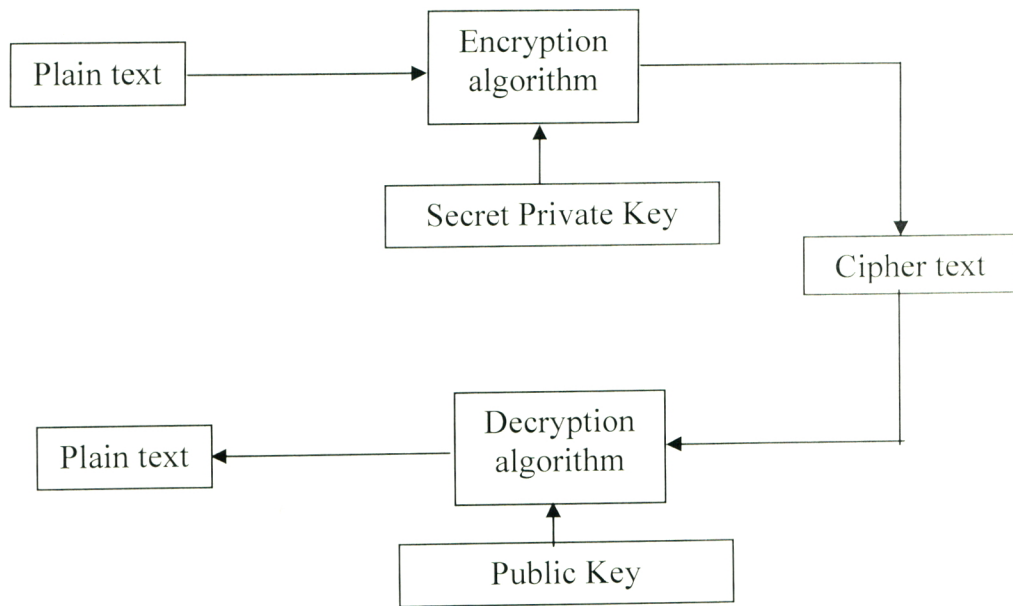 Plain text
Encryption
algorithm
Secret Private Key
Cipher text
Decryption
algorithm
Plain text
Public Key